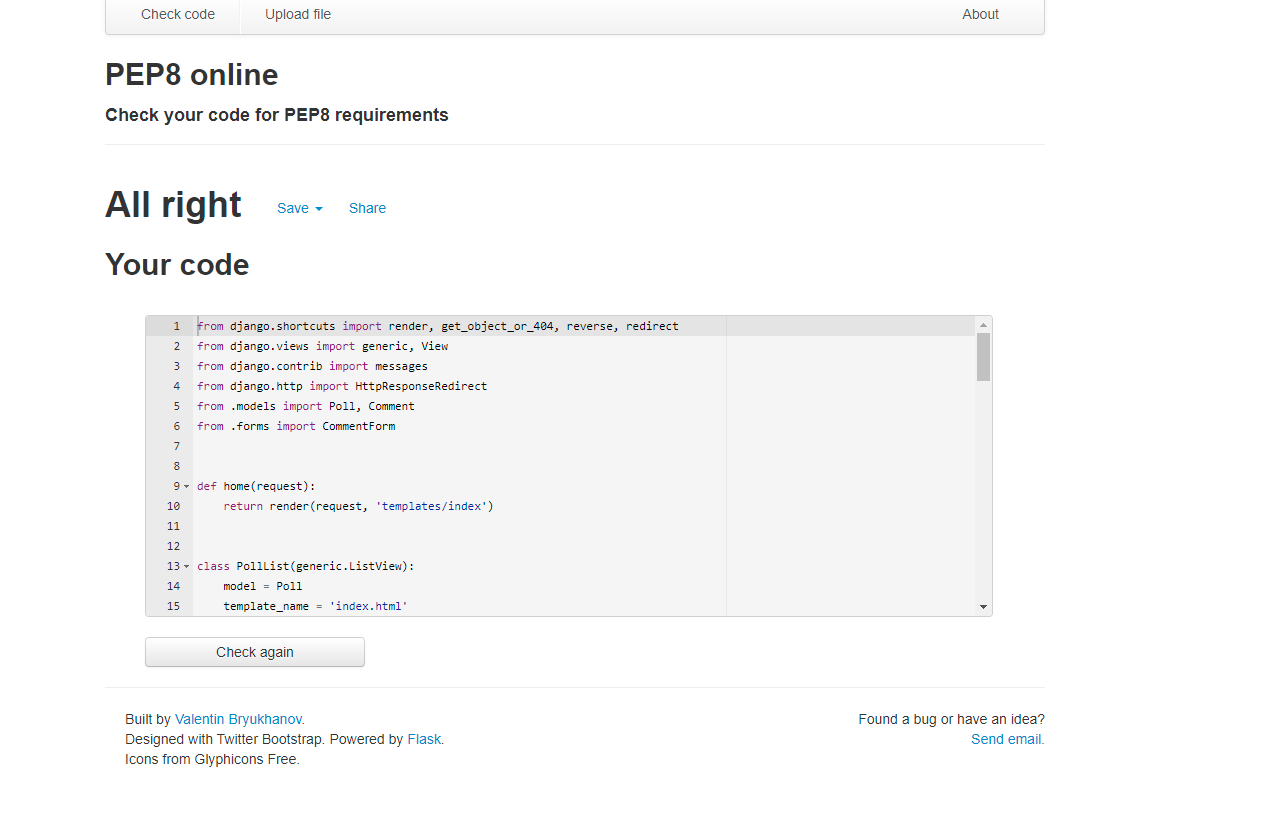 Check code Upload file About
PEP8 online
Check your code for PEP8 requirements
All right Save Share
Your code
1 from django.shortcuts import render, get_object_or_404, reverse, redirect
2 from django.views import generic, View
3 from django.contrib import messages
4 from django.http import HttpResponseRedirect
5 from .models import Poll, Comment
6 from .forms import CommentForm
7
8
9 def home(request):
10 return render(request, 'templates/index')
11
12
13 class PollList(generic.ListView):
14 model = Poll
15 template_name = 'index.html'
Check again
Built by Valentin Bryukhanov. Found a bug or have an idea?
Designed with Twitter Bootstrap. Powered by Flask. Send email.
Icons from Glyphicons Free.